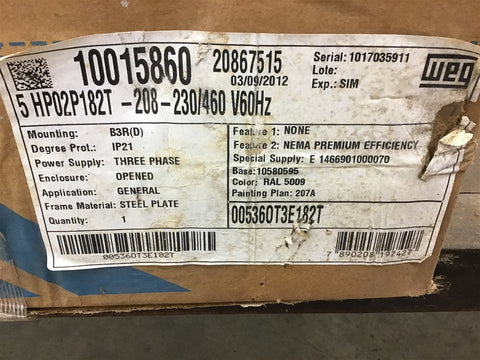 10015860 20867515
03/09/2012
Serial: 1017035911
Lote:
Exp.: SIM
WEG
5 HP02P182T -208-230/460 V60Hz
Mounting: B3R(D)
Degree Prot.: IP21
Power Supply: THREE PHASE
Enclosure: OPENED
Application: GENERAL
Frame Material: STEEL PLATE
Quantity: 1
Feature 1: NONE
Feature 2: NEMA PREMIUM EFFICIENCY
Special Supply: E 1466901000070
Base: 10580595
Color: RAL 5009
Painting Plan: 207A
00536OT3E182T
00536OT3E182T
7 890208 19242